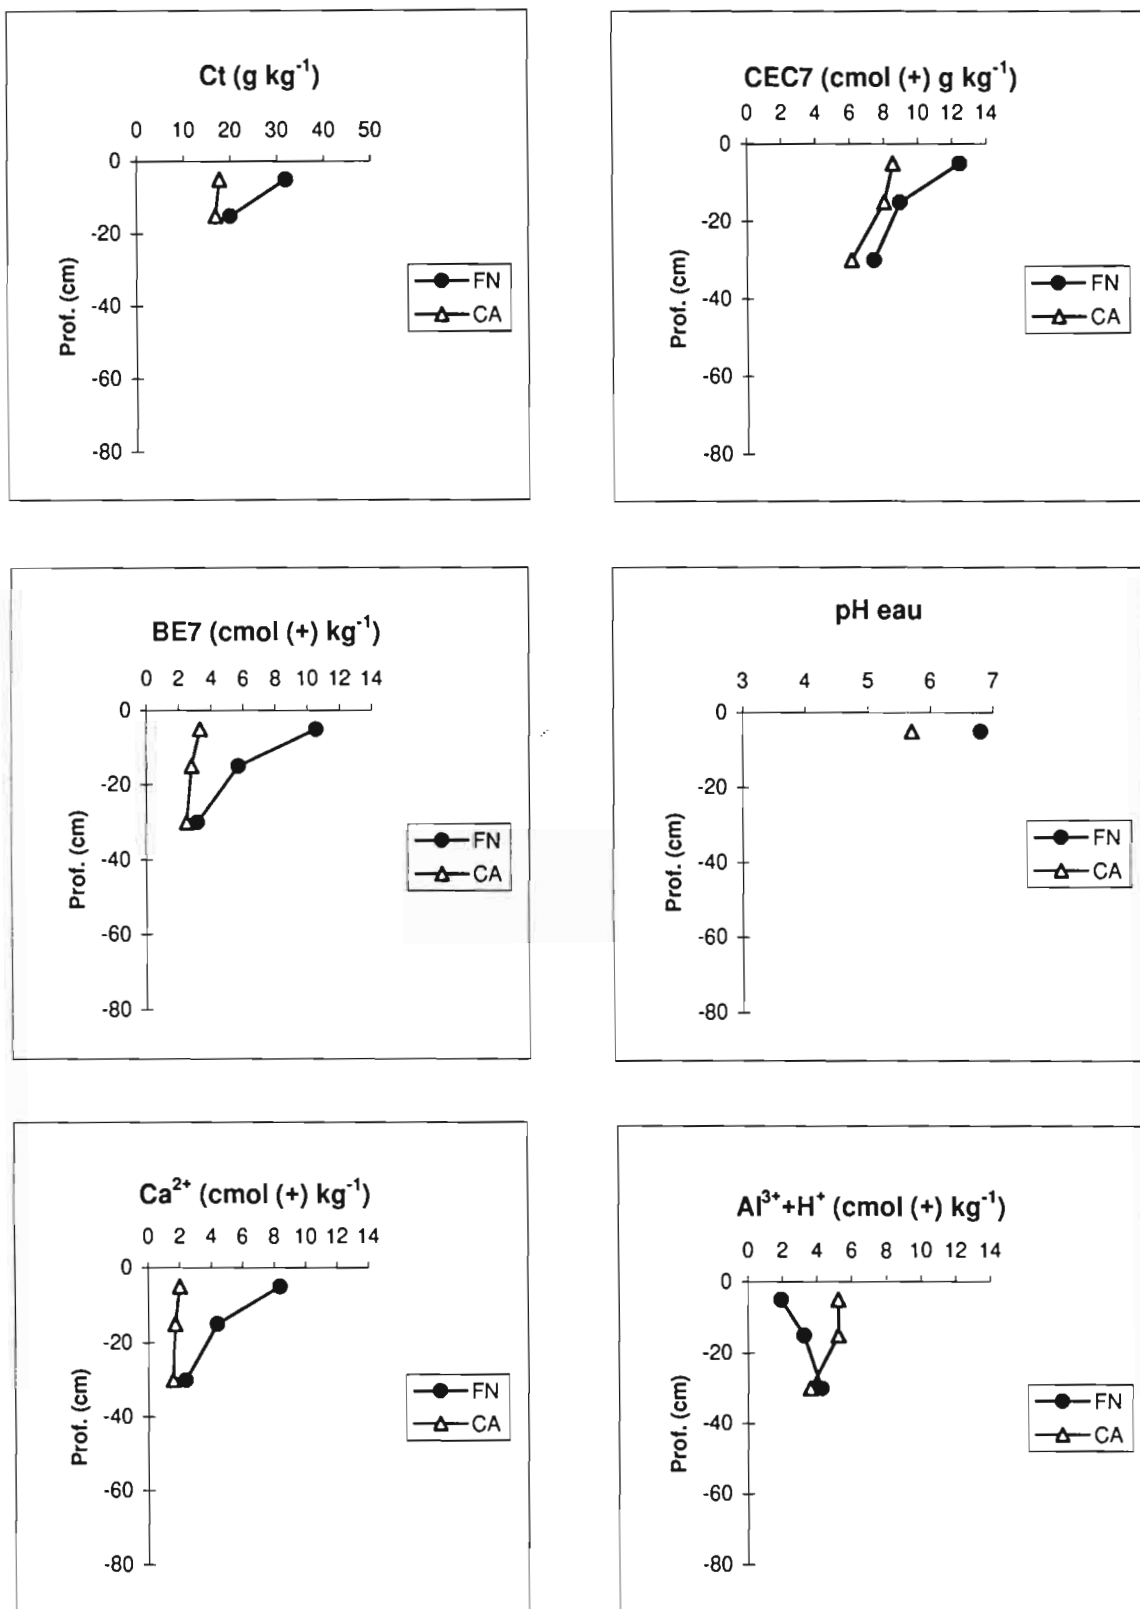 Ct (g kg⁻¹)
0 10 20 30 40 50
0
-20
-40
-60
-80
Prof. (cm)
FN
CA
CEC7 (cmol (+) g kg⁻¹)
0 2 4 6 8 10 12 14
0
-20
-40
-60
-80
Prof. (cm)
FN
CA
BE7 (cmol (+) kg⁻¹)
0 2 4 6 8 10 12 14
0
-20
-40
-60
-80
Prof. (cm)
FN
CA
pH eau
3 4 5 6 7
0
-20
-40
-60
-80
Prof. (cm)
FN
CA
Ca²⁺ (cmol (+) kg⁻¹)
0 2 4 6 8 10 12 14
0
-20
-40
-60
-80
Prof. (cm)
FN
CA
Al³⁺+H⁺ (cmol (+) kg⁻¹)
0 2 4 6 8 10 12 14
0
-20
-40
-60
-80
Prof. (cm)
FN
CA